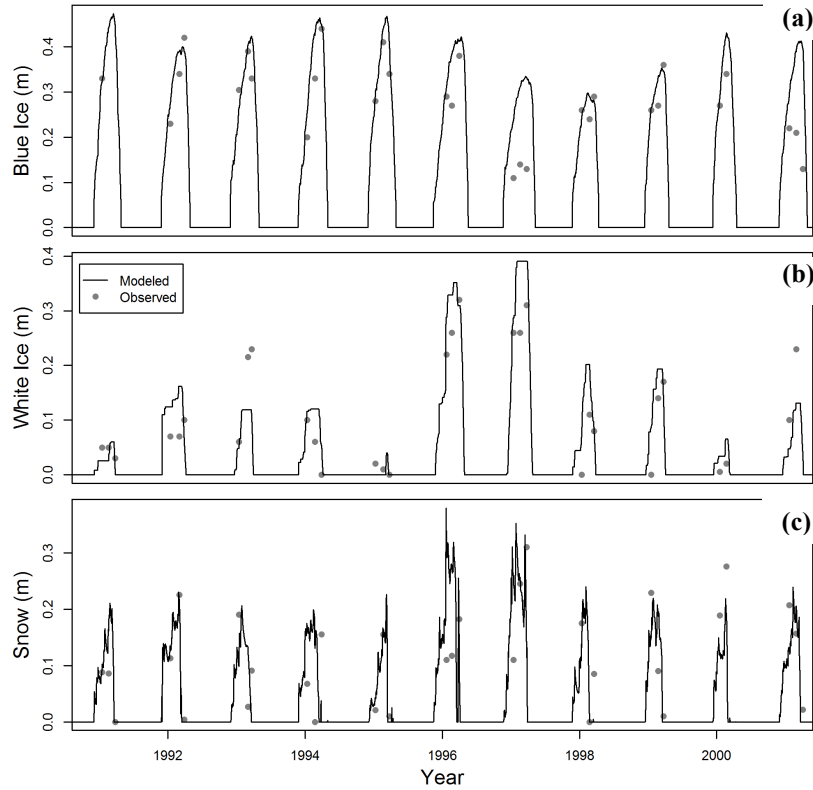 (a)
Blue Ice (m)
0.4
0.3
0.2
0.1
0.0
(b)
White Ice (m)
0.4
0.3
0.2
0.1
0.0
Modeled
Observed
(c)
Snow (m)
0.3
0.2
0.1
0.0
1992 1994 1996 1998 2000
Year